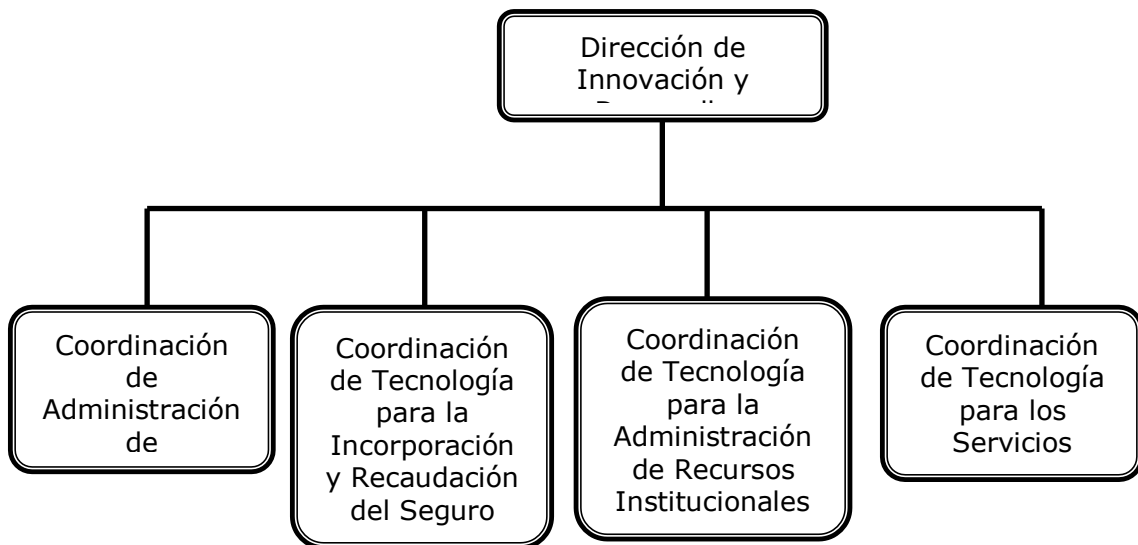 Dirección de
Innovación y
Coordinación
de
Administración
de
Coordinación
de Tecnología
para la
Incorporación
y Recaudación
del Seguro
Coordinación
de Tecnología
para la
Administración
de Recursos
Institucionales
Coordinación
de Tecnología
para los
Servicios